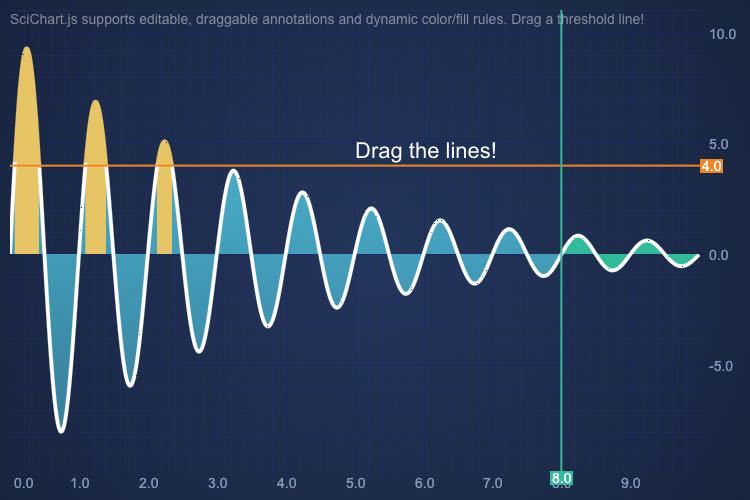 SciChart.js supports editable, draggable annotations and dynamic color/fill rules. Drag a threshold line!
10.0
Drag the lines!
5.0
4.0
0.0
-5.0
0.0 1.0 2.0 3.0 4.0 5.0 6.0 7.0 8.0 9.0